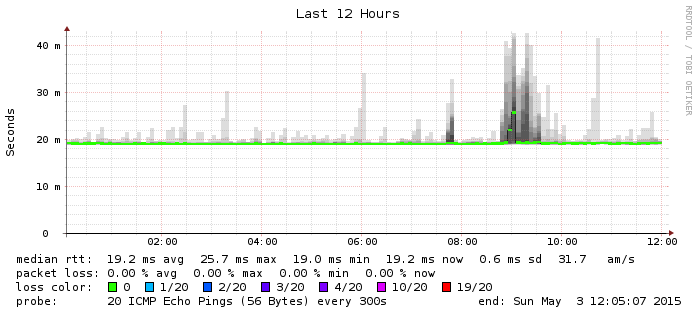 Last 12 Hours
RRDTOOL / TOBI OETIKER
Seconds
40 m
30 m
20 m
10 m
0
02:00 04:00 06:00 08:00 10:00 12:00
median rtt: 19.2 ms avg 25.7 ms max 19.0 ms min 19.2 ms now 0.6 ms sd 31.7 am/s
packet loss: 0.00 % avg 0.00 % max 0.00 % min 0.00 % now
loss color: 0 1/20 2/20 3/20 4/20 10/20 19/20
probe: 20 ICMP Echo Pings (56 Bytes) every 300s end: Sun May 3 12:05:07 2015